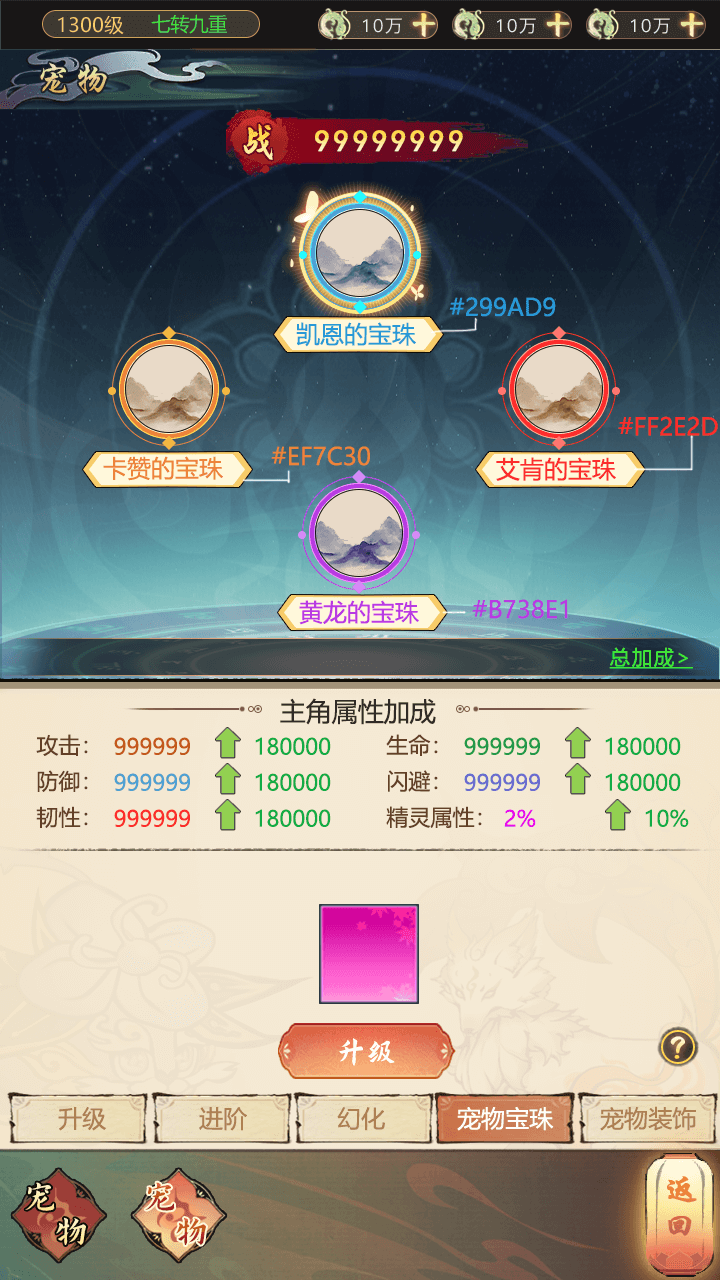 1300级 七转九重 10万 10万 10万
宠物
战 99999999
#299AD9
凯恩的宝珠
#FF2E2D
#EF7C30
卡赞的宝珠 艾肯的宝珠
黄龙的宝珠 #B738E1
总加成>
主角属性加成
攻击: 999999 180000 生命: 999999 180000
防御: 999999 180000 闪避: 999999 180000
韧性: 999999 180000 精灵属性: 2% 10%
升级
?
升级 进阶 幻化 宠物宝珠 宠物装饰
宠物 宠物 返回